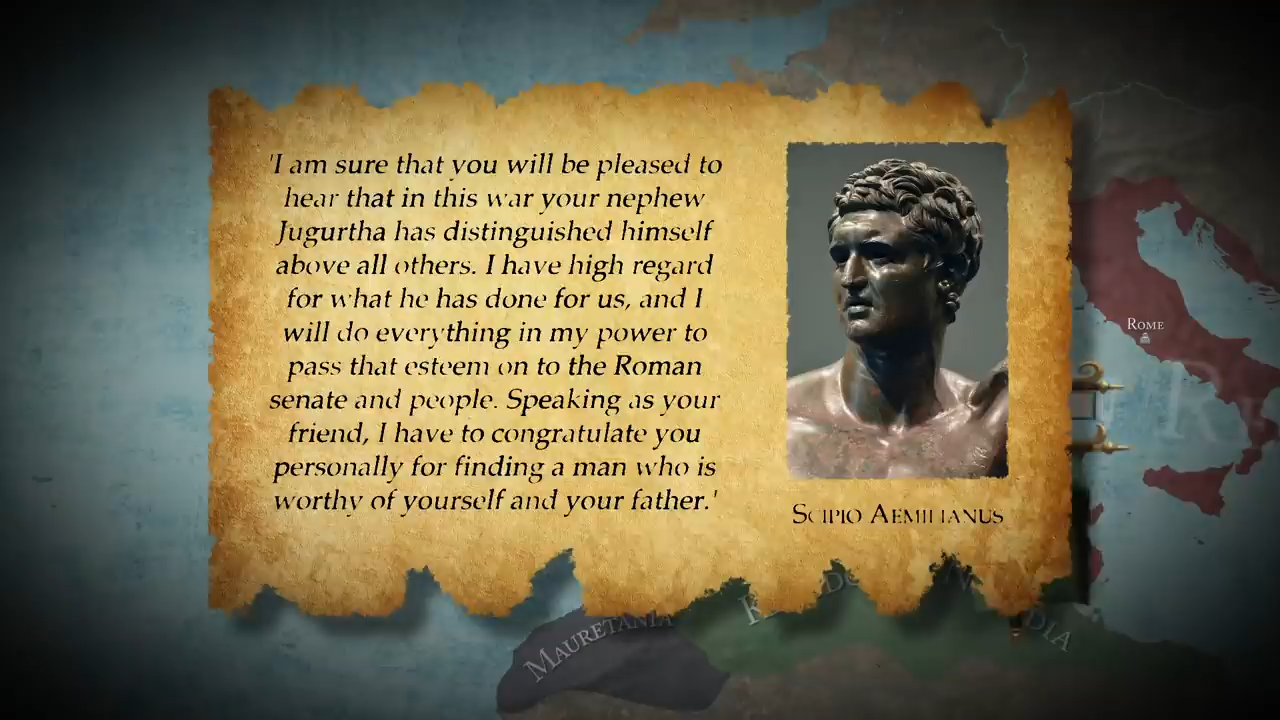 'I am sure that you will be pleased to
hear that in this war your nephew
Jugurtha has distinguished himself
above all others. I have high regard
for what he has done for us, and I
will do everything in my power to
pass that esteem on to the Roman
senate and people. Speaking as your
friend, I have to congratulate you
personally for finding a man who is
worthy of yourself and your father.'
SCIPIO AEMILIANUS
ROME
MAURETANIA